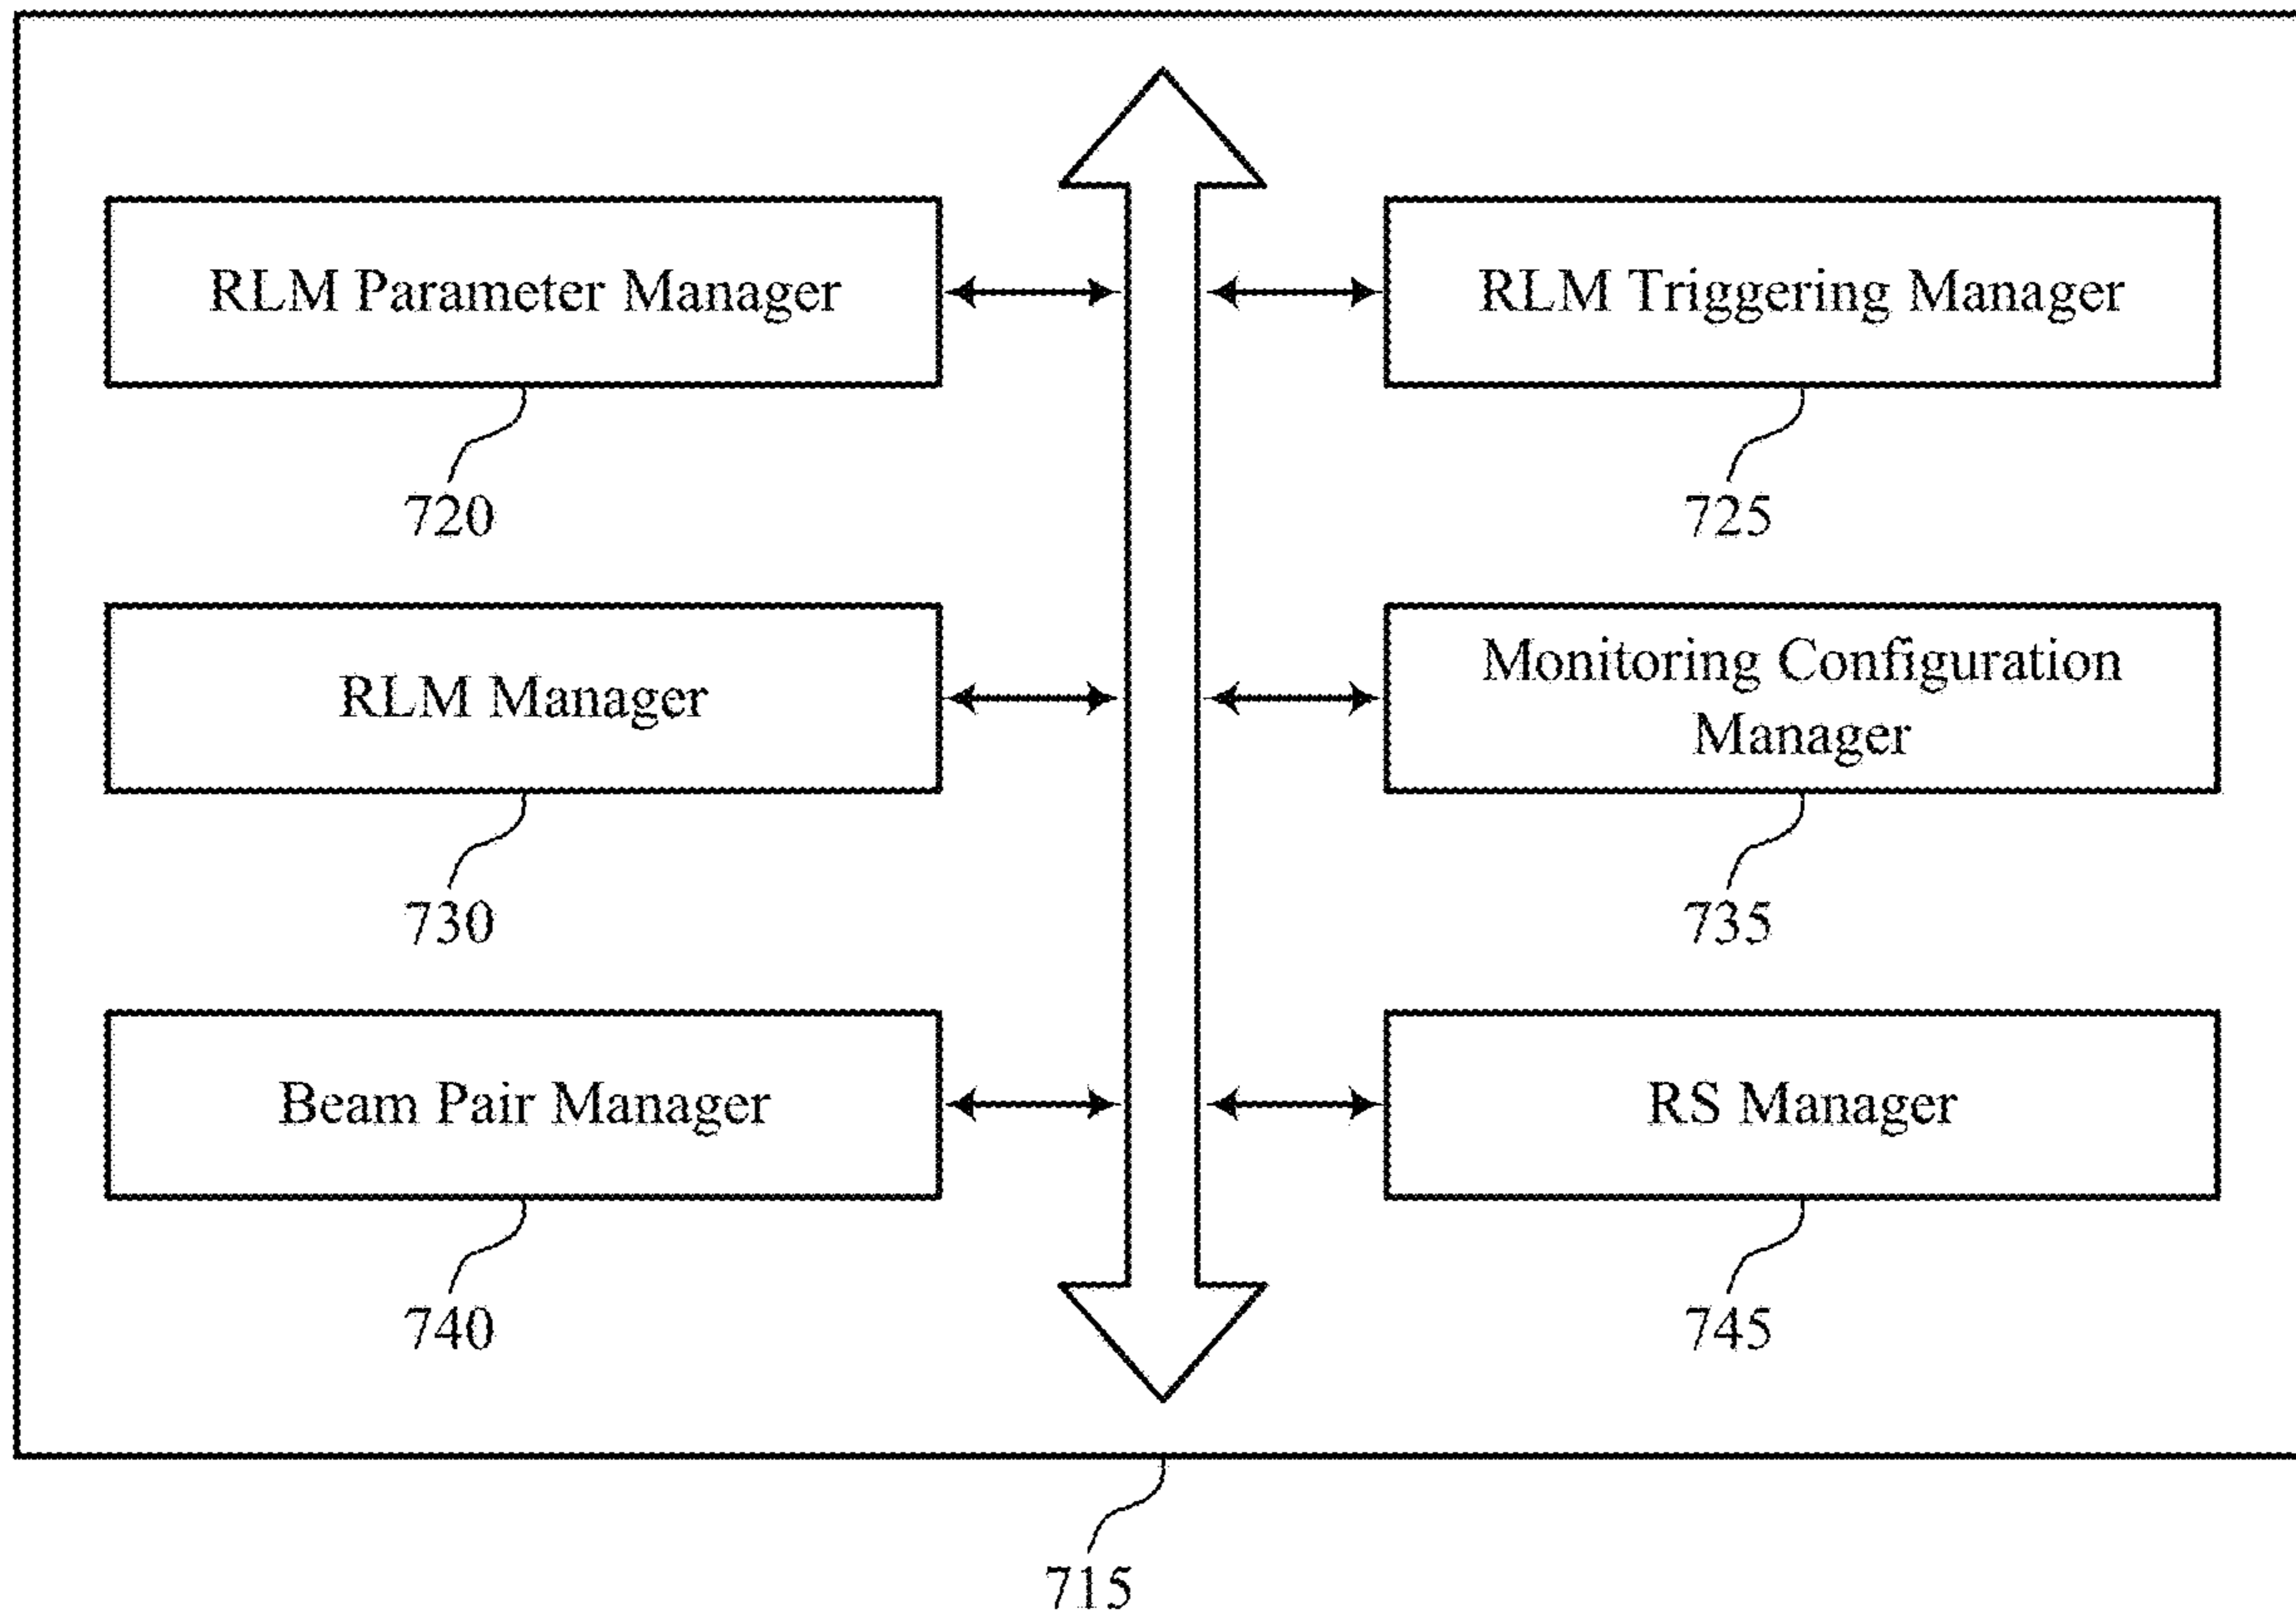 RLM Parameter Manager
RLM Triggering Manager
720
725
RLM Manager
Monitoring Configuration
Manager
730
735
Beam Pair Manager
RS Manager
740
745
715